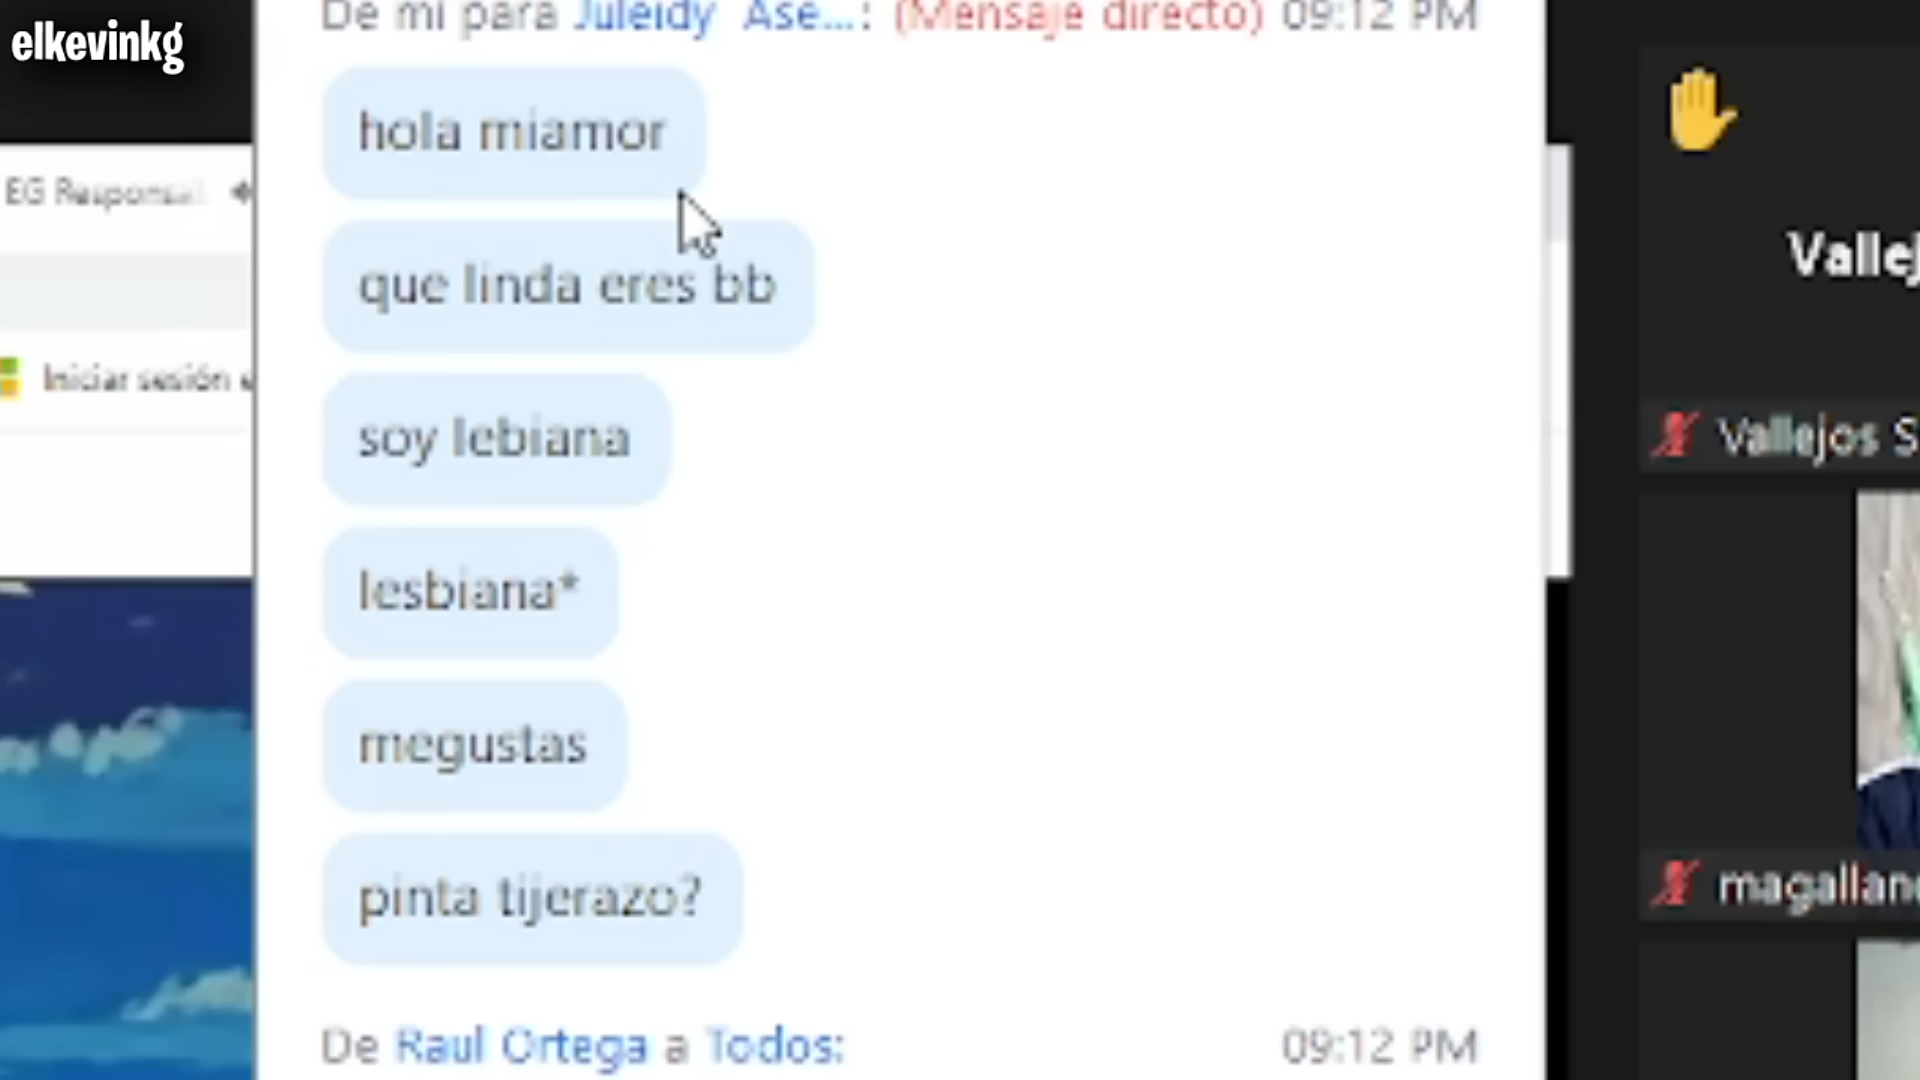 elkevinkg
De mi para Juleidy Ase...: (Mensaje directo) 09:12 PM
hola miamor
EG Responsa
Vallej
que linda eres bb
Iniciar sesión e
soy lebiana
Vallejos S
lesbiana*
megustas
pinta tijerazo?
magallan
De Raul Ortega a Todos: 09:12 PM